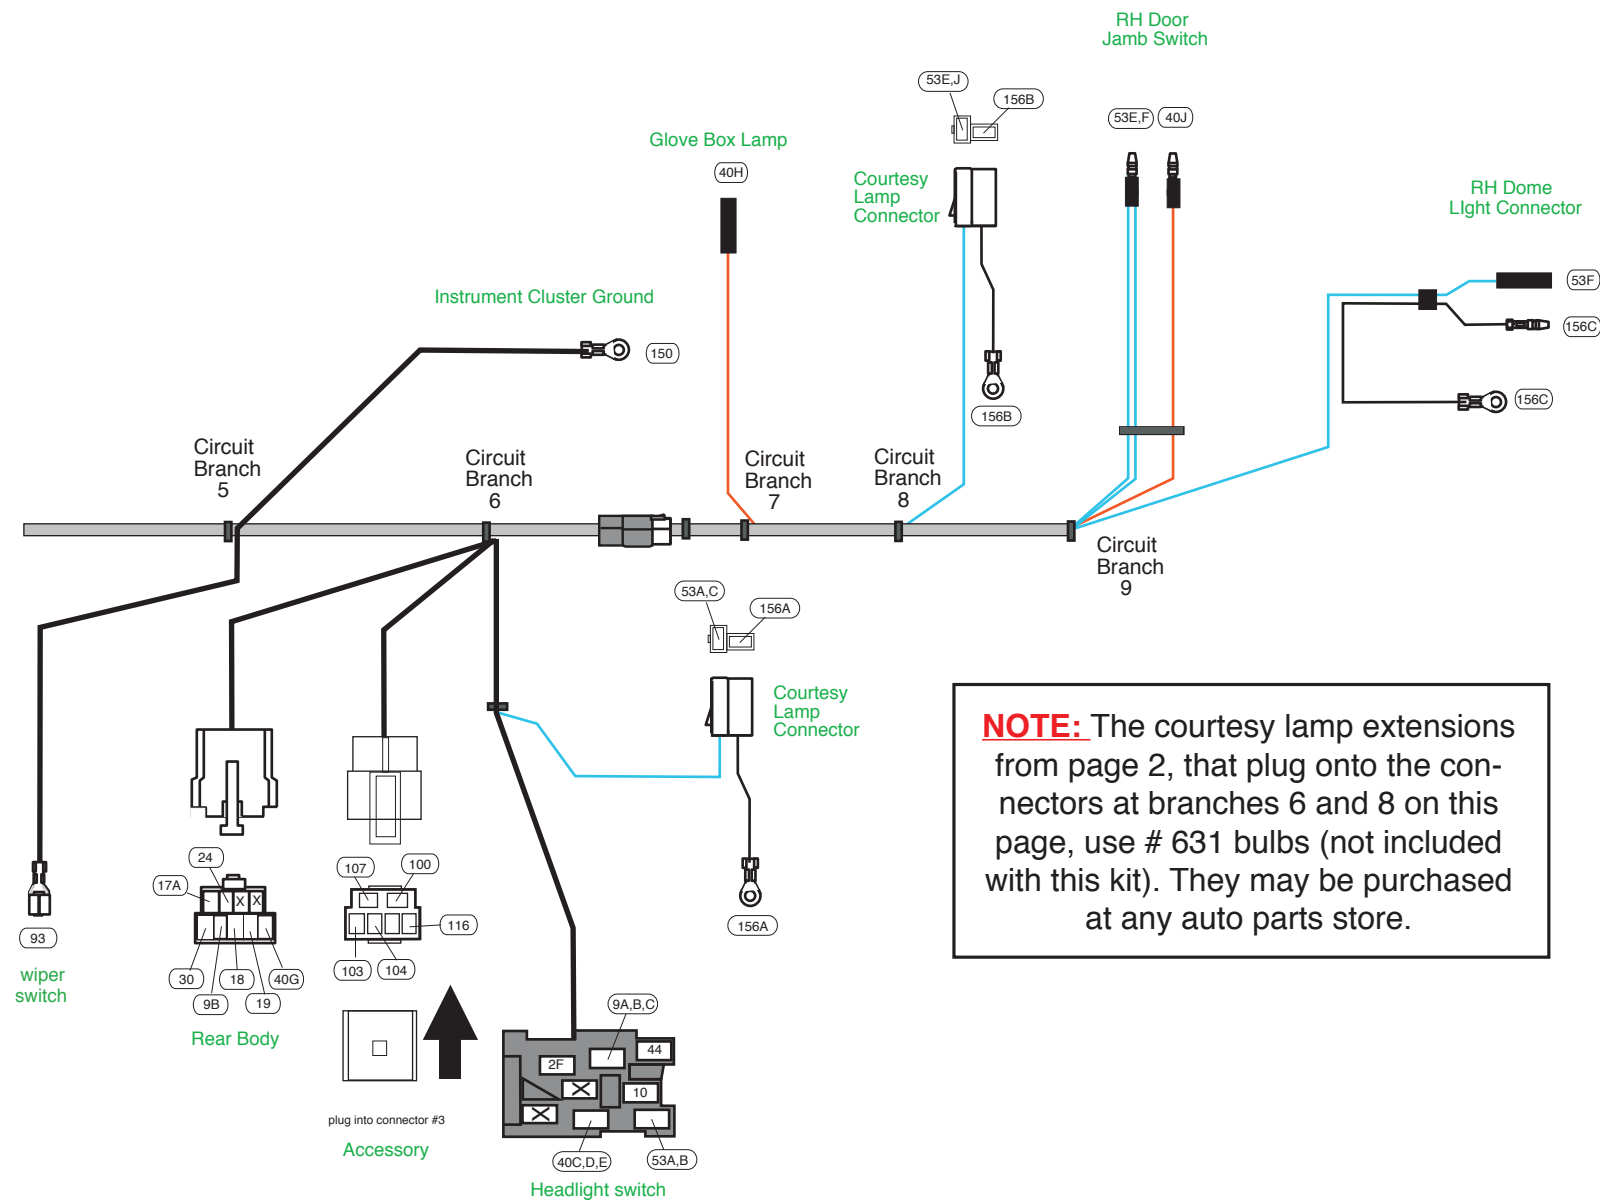 RH Door
Jamb Switch
53E,J
156B
53E,F
40J
Glove Box Lamp
40H
Courtesy
Lamp
Connector
RH Dome
LIght Connector
53F
156C
156C
Instrument Cluster Ground
150
156B
Circuit
Branch
5
Circuit
Branch
6
Circuit
Branch
7
Circuit
Branch
8
Circuit
Branch
9
53A,C
156A
Courtesy
Lamp
Connector
156A
NOTE: The courtesy lamp extensions
from page 2, that plug onto the con-
nectors at branches 6 and 8 on this
page, use # 631 bulbs (not included
with this kit). They may be purchased
at any auto parts store.
93
wiper
switch
24
17A
X X
30
18
40G
9B
19
Rear Body
107
100
116
103
104
plug into connector #3
Accessory
9A,B,C
2F
44
X
10
X
40C,D,E
53A,B
Headlight switch